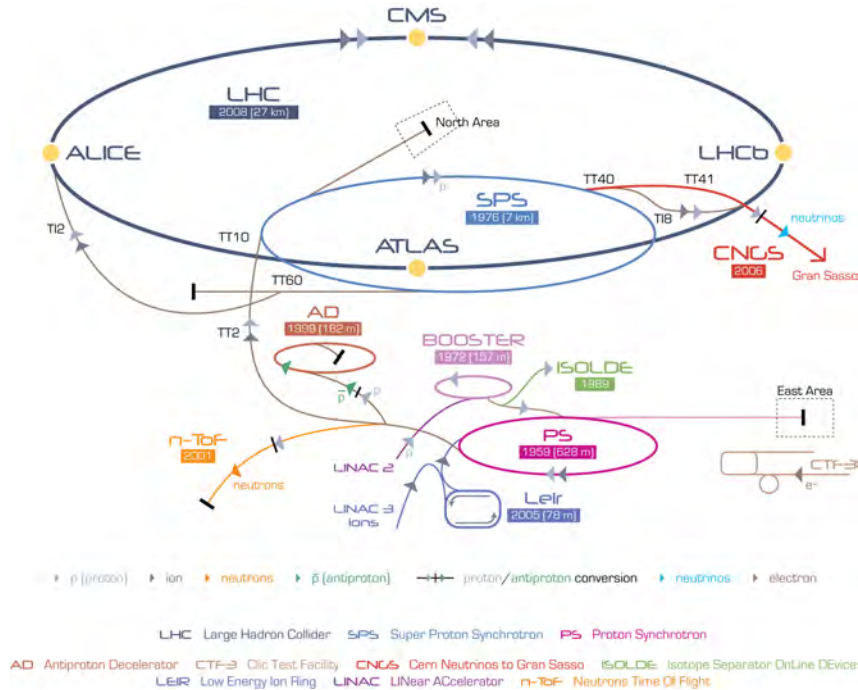 CMS
LHC
2008 (27 km)
North Area
ALICE
LHCb
TT40
TT41
SPS
1976 (7 km)
TI8
neutrinos
TI2
TT10
ATLAS
CNGS
2006
Gran Sasso
TT60
AD
1999 (182 m)
TT2
BOOSTER
1972 (157 m)
ISOLDE
1989
p̄
p
East Area
n-ToF
2001
LINAC 2
p
PS
1959 (628 m)
neutrons
CTF-3
e-
LINAC 3
Ions
Leir
2005 (78 m)
p (proton)
ion
neutrons
p̄ (antiproton)
proton/antiproton conversion
neutrinos
electron
LHC Large Hadron Collider SPS Super Proton Synchrotron PS Proton Synchrotron
AD Antiproton Decelerator CTF-3 Clic Test Facility CNGS Cern Neutrinos to Gran Sasso ISOLDE Isotope Separator OnLine DEvice
LEIR Low Energy Ion Ring LINAC LINear ACcelerator n-ToF Neutrons Time Of Flight